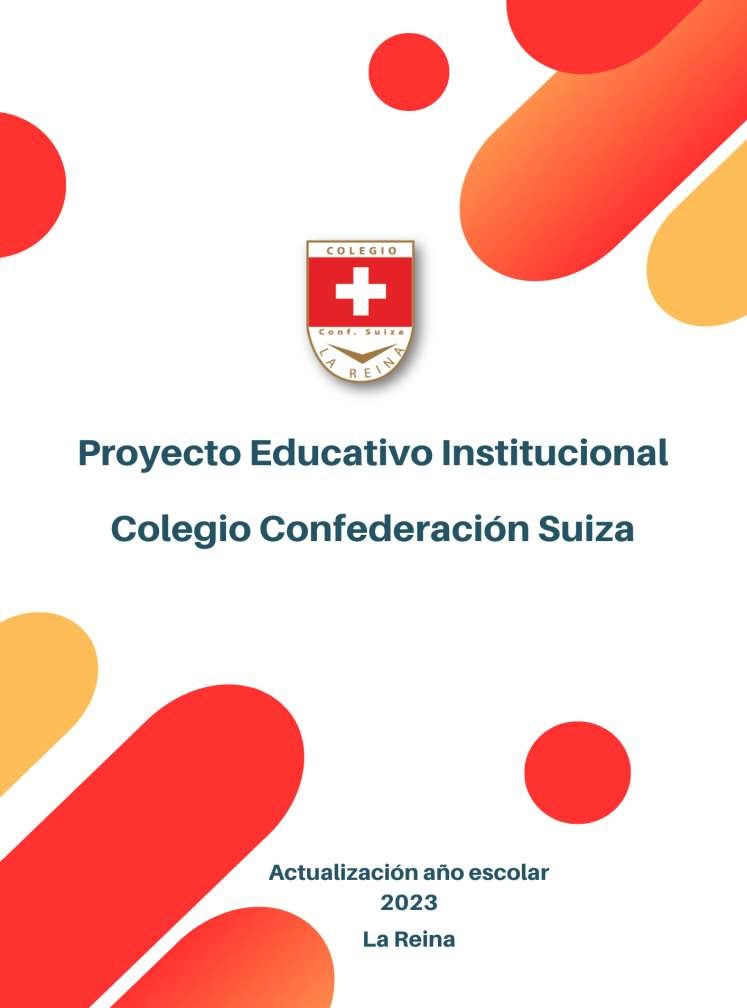 COLEGIO
Conf. Suiza
LA REINA
Proyecto Educativo Institucional
Colegio Confederación Suiza
Actualización año escolar
2023
La Reina